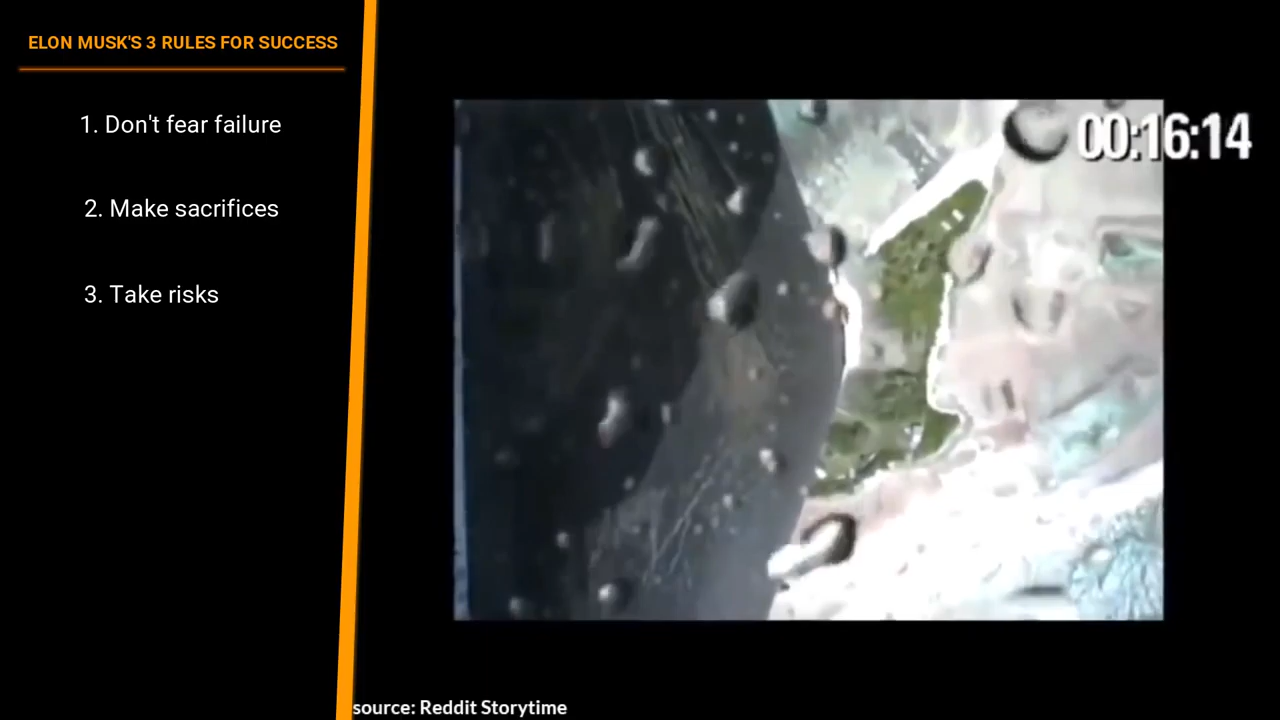 ELON MUSK'S 3 RULES FOR SUCCESS
1. Don't fear failure
2. Make sacrifices
3. Take risks
00:16:14
source: Reddit Storytime